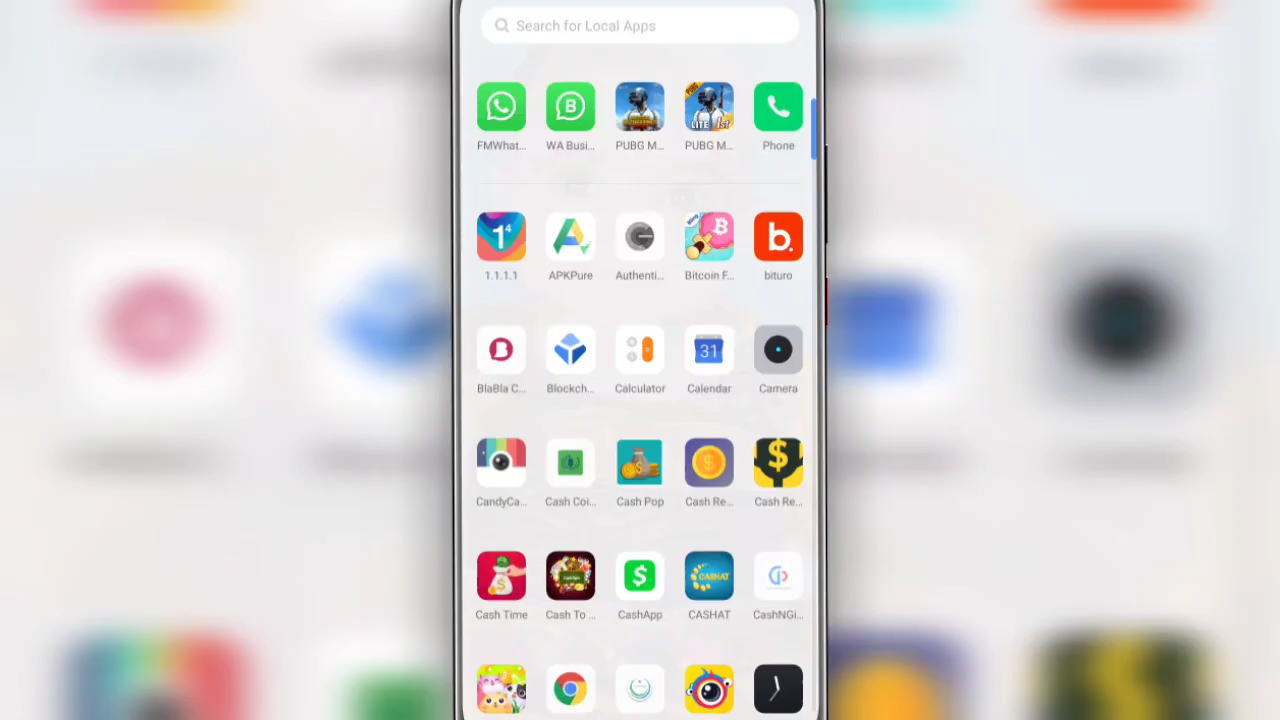 Search for Local Apps
FMWhat... WA Busi... PUBG M... PUBG M... Phone
1.1.1.1 APKPure Authenti... Bitcoin F... bituro
BlaBla C... Blockch... Calculator Calendar Camera
CandyCa... Cash Coi... Cash Pop Cash Re... Cash Re...
Cash Time Cash To ... CashApp CASHAT CashNGi...